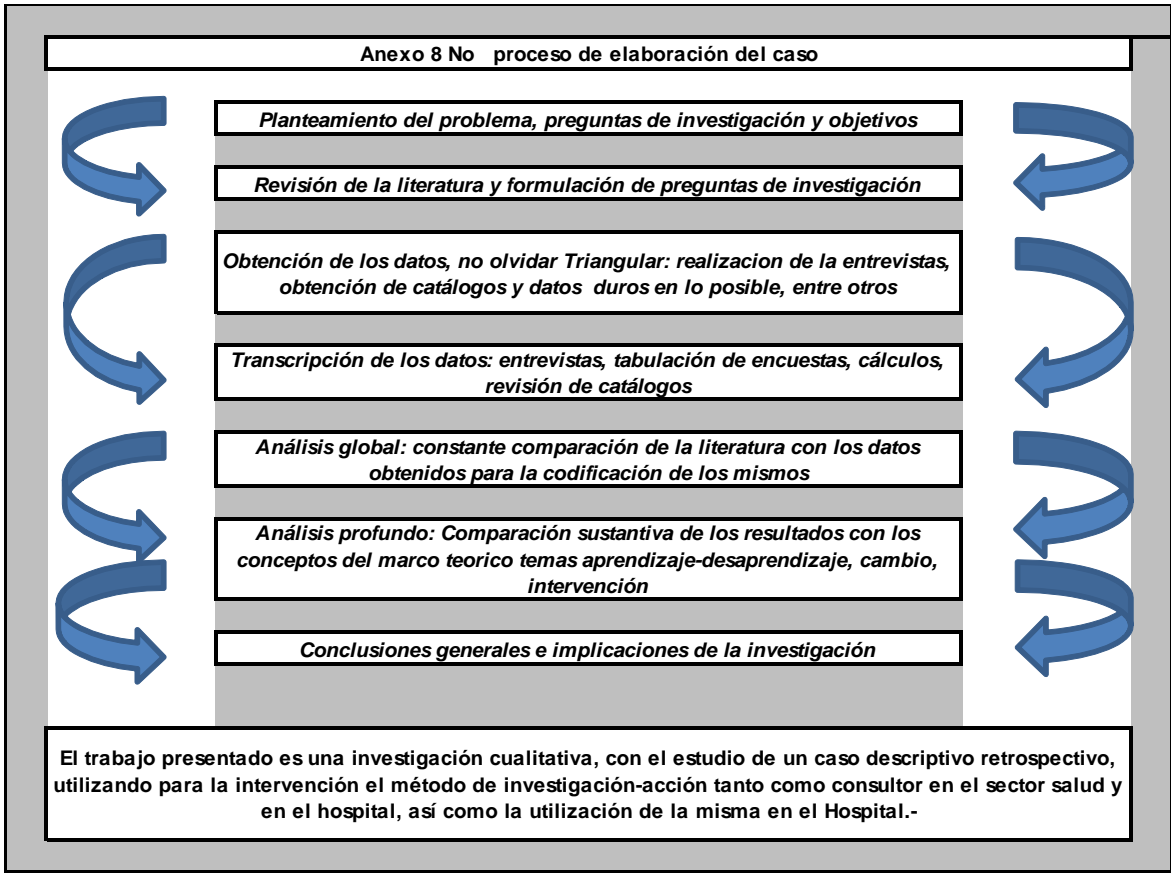 Anexo 8 No proceso de elaboración del caso
Planteamiento del problema, preguntas de investigación y objetivos
Revisión de la literatura y formulación de preguntas de investigación
Obtención de los datos, no olvidar Triangular: realizacion de la entrevistas,
obtención de catálogos y datos duros en lo posible, entre otros
Transcripción de los datos: entrevistas, tabulación de encuestas, cálculos,
revisión de catálogos
Análisis global: constante comparación de la literatura con los datos
obtenidos para la codificación de los mismos
Análisis profundo: Comparación sustantiva de los resultados con los
conceptos del marco teorico temas aprendizaje-desaprendizaje, cambio,
intervención
Conclusiones generales e implicaciones de la investigación
El trabajo presentado es una investigación cualitativa, con el estudio de un caso descriptivo retrospectivo,
utilizando para la intervención el método de investigación-acción tanto como consultor en el sector salud y
en el hospital, así como la utilización de la misma en el Hospital.-